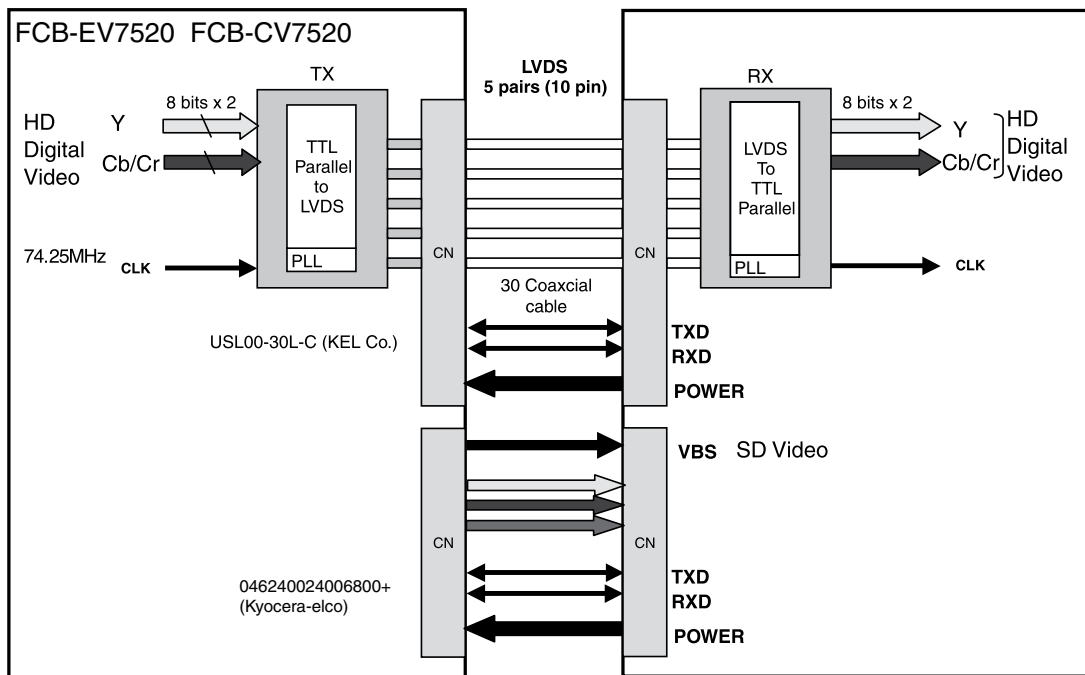 FCB-EV7520 FCB-CV7520
LVDS
5 pairs (10 pin)
TX
RX
8 bits x 2
8 bits x 2
HD
Digital
Video
Y
Cb/Cr
TTL
Parallel
to
LVDS
PLL
LVDS
To
TTL
Parallel
PLL
Y
Cb/Cr
HD
Digital
Video
CN
CN
74.25MHz
CLK
CLK
30 Coaxcial
cable
USL00-30L-C (KEL Co.)
TXD
RXD
POWER
VBS SD Video
CN
CN
046240024006800+
(Kyocera-elco)
TXD
RXD
POWER